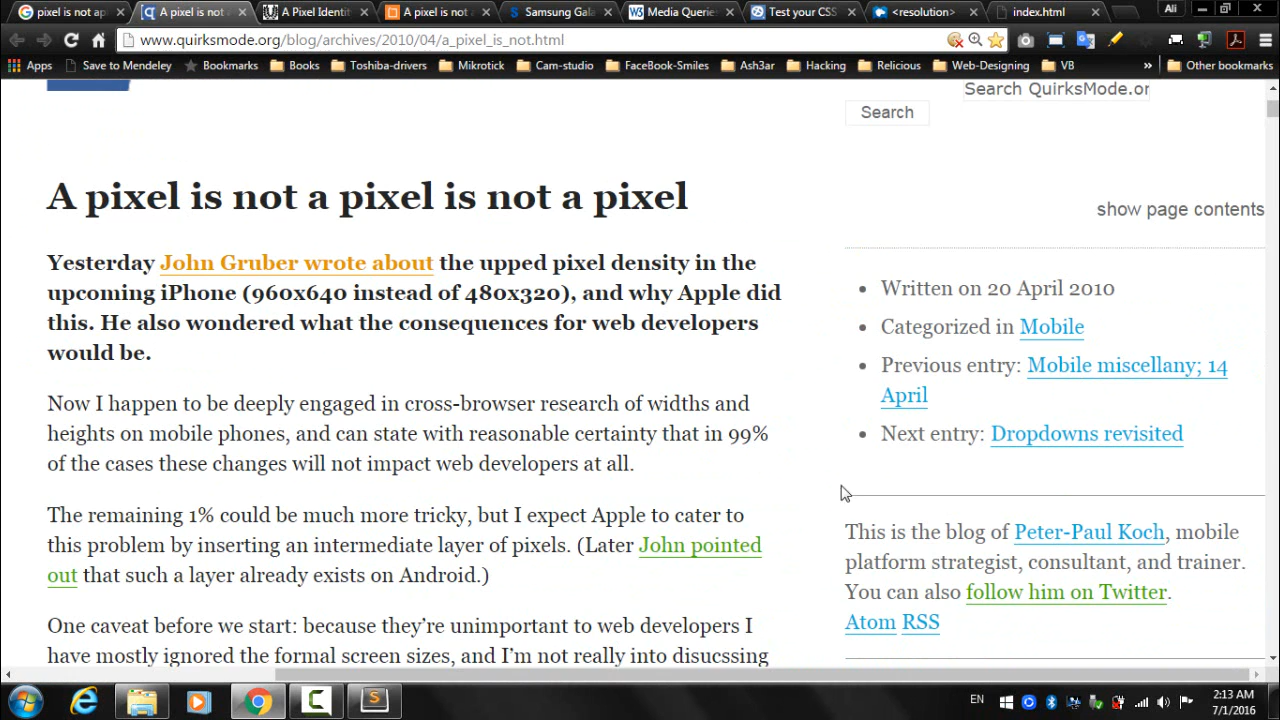 pixel is not ap
A pixel is not a
A Pixel Identit
A pixel is not a
Samsung Gala
Media Querie
Test your CSS
<resolution>
index.html
Ali
www.quirksmode.org/blog/archives/2010/04/a_pixel_is_not.html
Apps
Save to Mendeley
Bookmarks
Books
Toshiba-drivers
Mikrotick
Cam-studio
FaceBook-Smiles
Ash3ar
Hacking
Relicious
Web-Designing
VB
»
Other bookmarks
Search QuirksMode.or
Search
A pixel is not a pixel is not a pixel
show page contents
Yesterday John Gruber wrote about the upped pixel density in the
upcoming iPhone (960x640 instead of 480x320), and why Apple did
this. He also wondered what the consequences for web developers
would be.
Now I happen to be deeply engaged in cross-browser research of widths and
heights on mobile phones, and can state with reasonable certainty that in 99%
of the cases these changes will not impact web developers at all.
The remaining 1% could be much more tricky, but I expect Apple to cater to
this problem by inserting an intermediate layer of pixels. (Later John pointed
out that such a layer already exists on Android.)
One caveat before we start: because they’re unimportant to web developers I
have mostly ignored the formal screen sizes, and I’m not really into disucssing
Written on 20 April 2010
Categorized in Mobile
Previous entry: Mobile miscellany; 14
April
Next entry: Dropdowns revisited
This is the blog of Peter-Paul Koch, mobile
platform strategist, consultant, and trainer.
You can also follow him on Twitter.
Atom RSS
EN
2:13 AM
7/1/2016